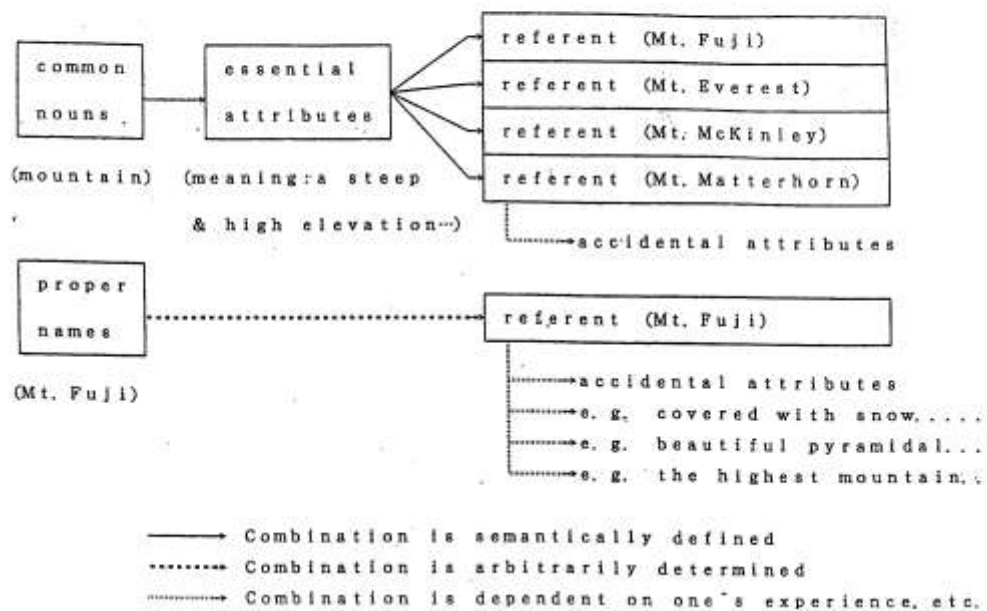 referent (Mt. Fuji)
common nouns
essential attributes
referent (Mt. Everest)
referent (Mt. McKinley)
referent (Mt. Matterhorn)
(mountain)
(meaning:a steep
& high elevation…)
accidental attributes
proper names
referent (Mt. Fuji)
(Mt. Fuji)
accidental attributes
e.g. covered with snow.....
e.g. beautiful pyramidal...
e.g. the highest mountain..
Combination is semantically defined
Combination is arbitrarily determined
Combination is dependent on one's experience, etc.